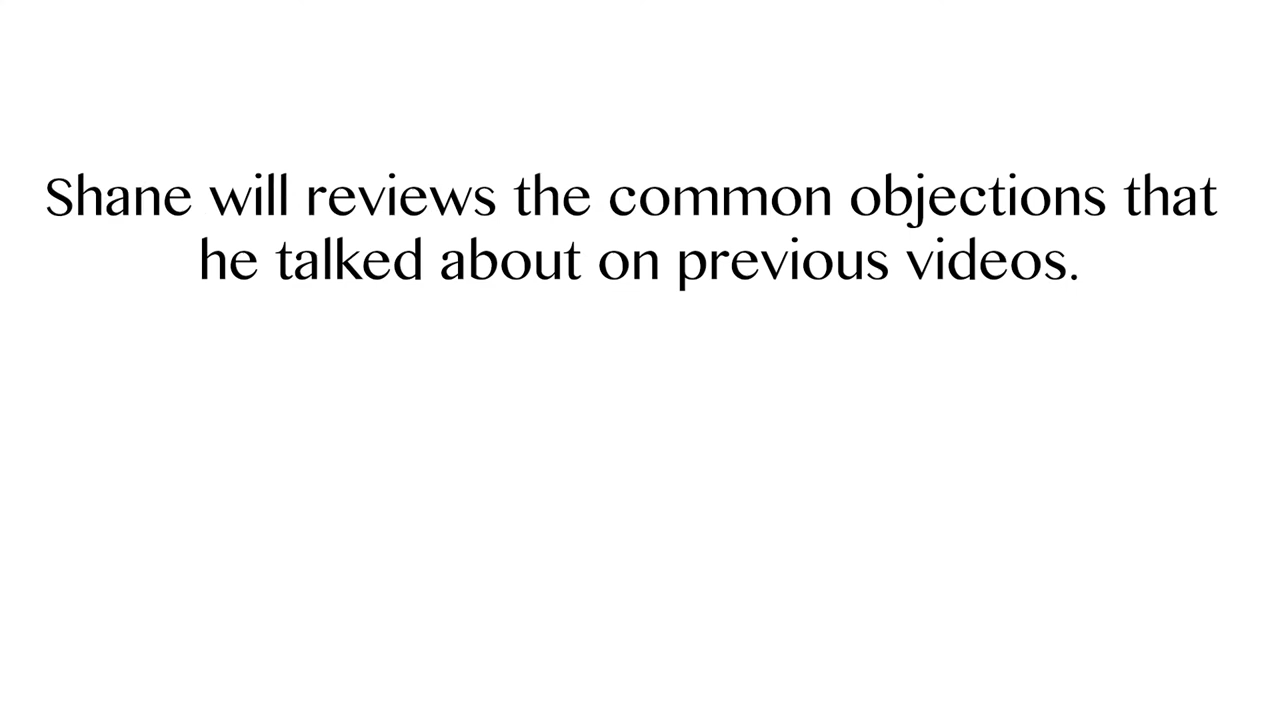 Shane will reviews the common objections that
he talked about on previous videos.